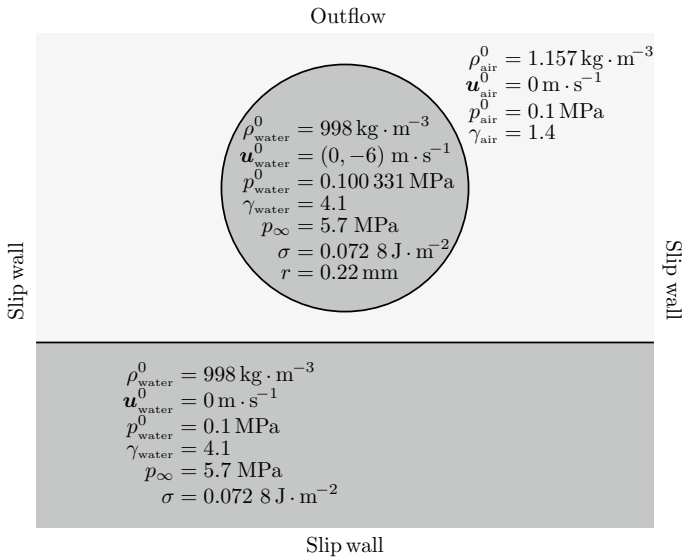 Outflow
ρ⁰_air = 1.157 kg · m⁻³
u⁰_air = 0 m · s⁻¹
p⁰_air = 0.1 MPa
γ_air = 1.4
ρ⁰_water = 998 kg · m⁻³
u⁰_water = (0, −6) m · s⁻¹
p⁰_water = 0.100 331 MPa
γ_water = 4.1
p_∞ = 5.7 MPa
σ = 0.072 8 J · m⁻²
r = 0.22 mm
Slip wall
Slip wall
ρ⁰_water = 998 kg · m⁻³
u⁰_water = 0 m · s⁻¹
p⁰_water = 0.1 MPa
γ_water = 4.1
p_∞ = 5.7 MPa
σ = 0.072 8 J · m⁻²
Slip wall